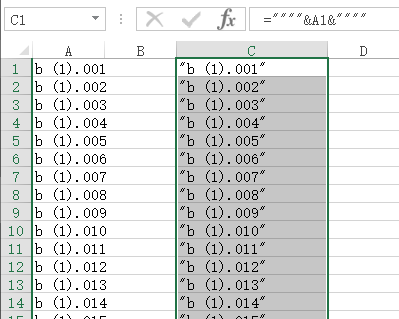 C1 fx =""""&A1&""""
A B C D
1 b (1).001 "b (1).001"
2 b (1).002 "b (1).002"
3 b (1).003 "b (1).003"
4 b (1).004 "b (1).004"
5 b (1).005 "b (1).005"
6 b (1).006 "b (1).006"
7 b (1).007 "b (1).007"
8 b (1).008 "b (1).008"
9 b (1).009 "b (1).009"
10 b (1).010 "b (1).010"
11 b (1).011 "b (1).011"
12 b (1).012 "b (1).012"
13 b (1).013 "b (1).013"
14 b (1).014 "b (1).014"